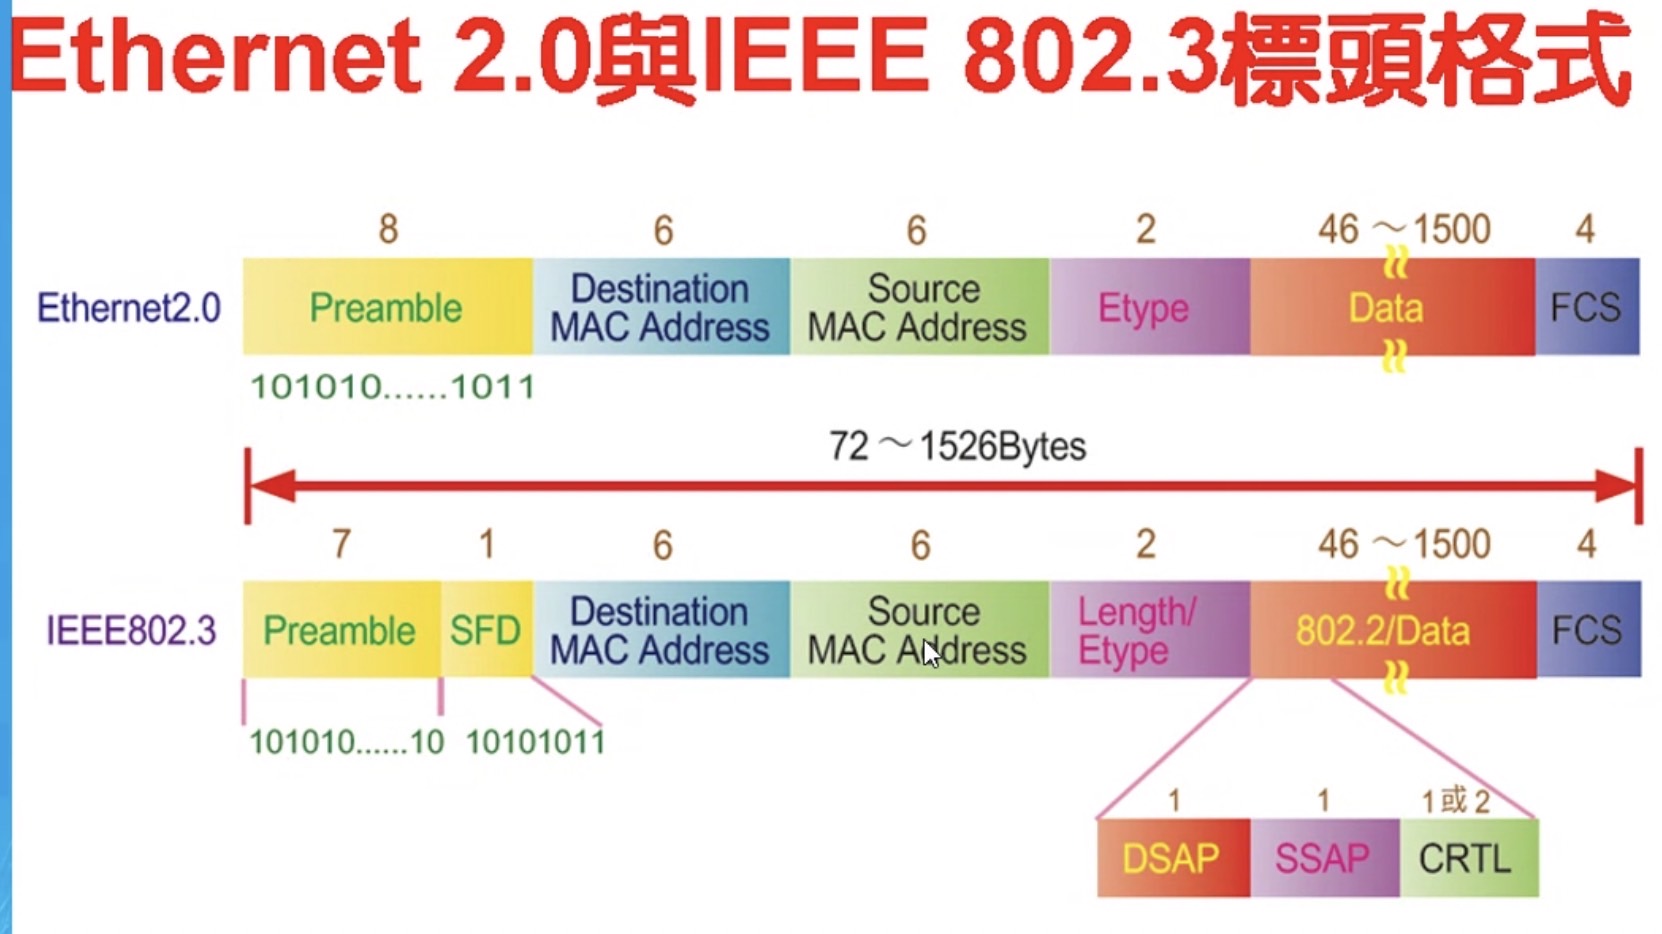 Ethernet 2.0與IEEE 802.3標頭格式
8 6 6 2 46～1500 4
Ethernet2.0 Preamble Destination MAC Address Source MAC Address Etype Data FCS
101010......1011
72～1526Bytes
7 1 6 6 2 46～1500 4
IEEE802.3 Preamble SFD Destination MAC Address Source MAC Address Length/Etype 802.2/Data FCS
101010......10 10101011
1 1 1或2
DSAP SSAP CRTL